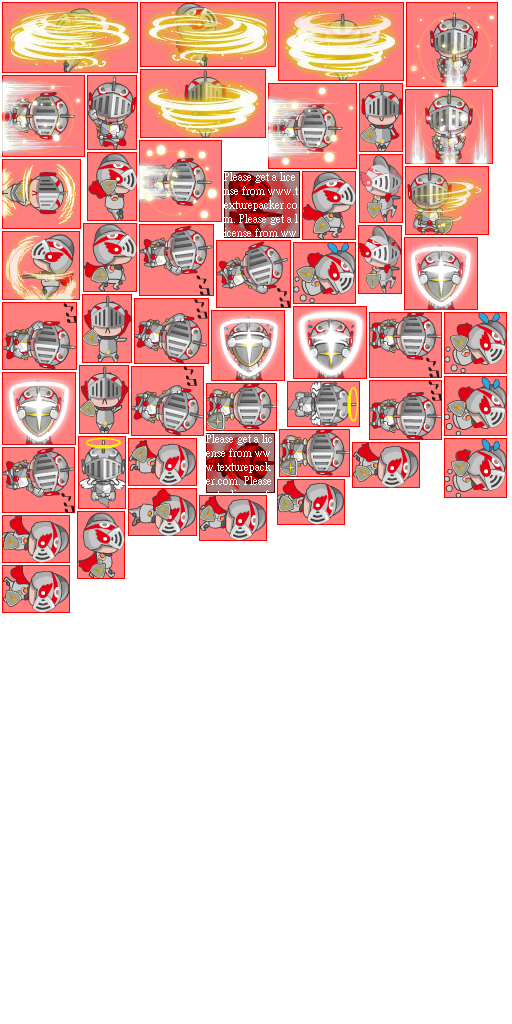 Please get a lice
nse from www.t
exturepacker.co
m. Please get a l
icense from ww
Please get a lic
ense from ww
w.texturepack
er.com. Please